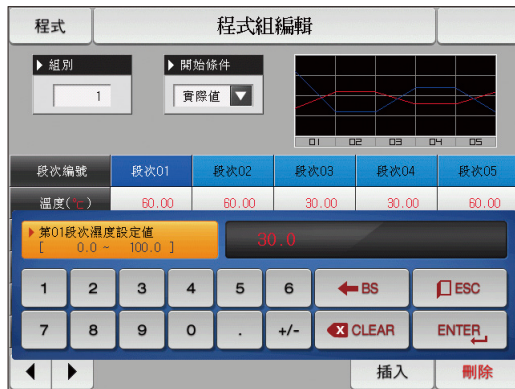 程式
程式組編輯
▶ 組別
1
▶ 開始條件
實際值 ▼
01 02 03 04 05
段次編號 段次01 段次02 段次03 段次04 段次05
溫度(℃) 60.00 60.00 30.00 30.00 60.00
▶ 第01段次濕度設定值
[ 0.0 ~ 100.0 ]
30.0
1 2 3 4 5 6 BS ESC
7 8 9 0 . +/- CLEAR ENTER
◀ ▶ 插入 刪除